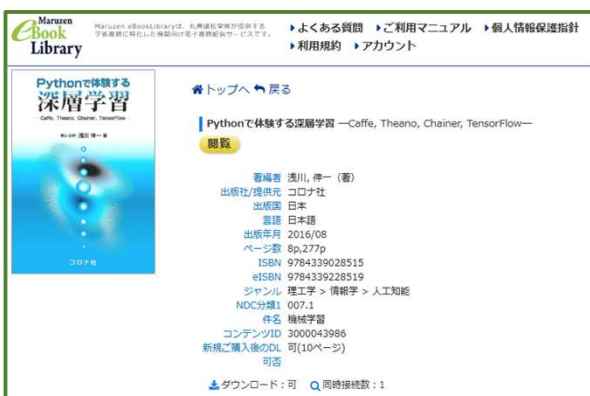 Maruzen
eBook
Library
Maruzen eBookLibraryは、丸善雄松堂が提供する
学術書籍に特化した機関向け電子書籍配信サービスです。
よくある質問 ご利用マニュアル 個人情報保護指針
利用規約 アカウント
Pythonで体験する
深層学習
Caffe, Theano, Chainer, TensorFlow
浅川 伸一 著
コロナ社
トップへ 戻る
Pythonで体験する深層学習 —Caffe, Theano, Chainer, TensorFlow—
閲覧
著編者 浅川, 伸一（著）
出版社/提供元 コロナ社
出版国 日本
言語 日本語
出版年月 2016/08
ページ数 8p,277p
ISBN 9784339028515
eISBN 9784339228519
ジャンル 理工学 > 情報学 > 人工知能
NDC分類1 007.1
件名 機械学習
コンテンツID 3000043986
新規ご購入後のDL 可(10ページ)
可否
ダウンロード：可 同時接続数：1